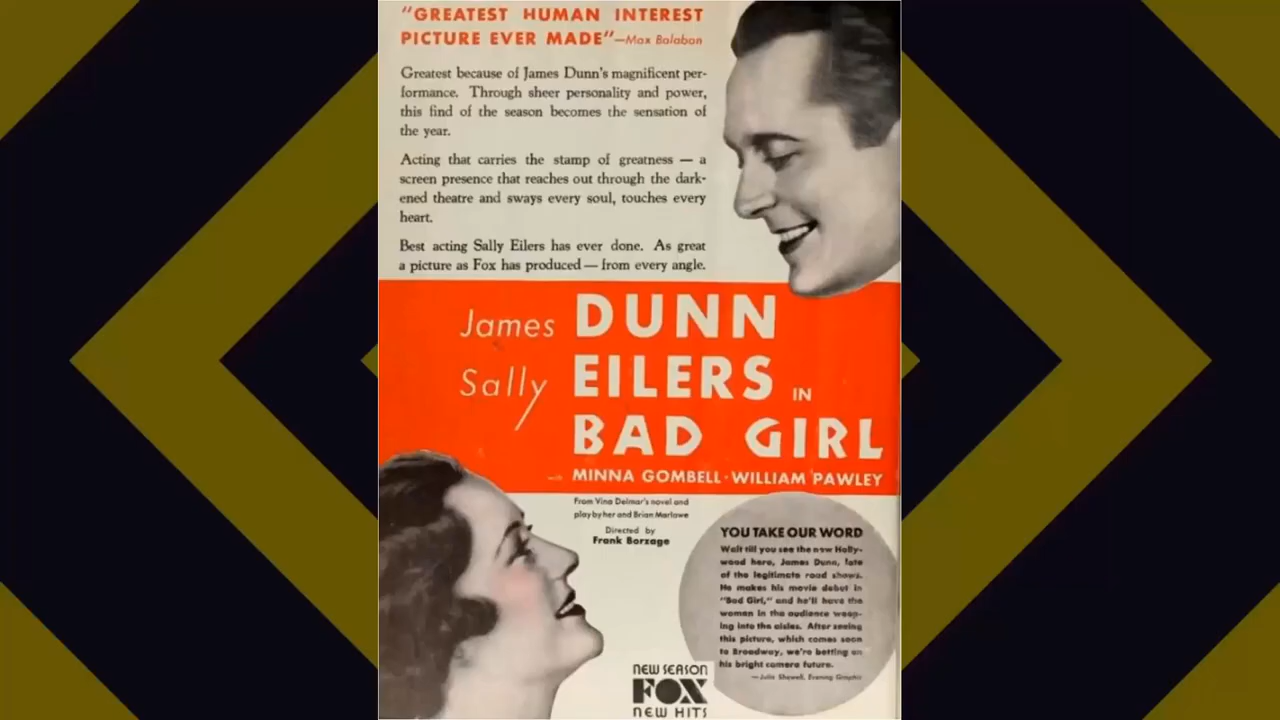 "GREATEST HUMAN INTEREST
PICTURE EVER MADE"—Max Balaban
Greatest because of James Dunn's magnificent per-
formance. Through sheer personality and power,
this find of the season becomes the sensation of
the year.
Acting that carries the stamp of greatness — a
screen presence that reaches out through the dark-
ened theatre and sways every soul, touches every
heart.
Best acting Sally Eilers has ever done. As great
a picture as Fox has produced — from every angle.
James DUNN
Sally EILERS IN
BAD GIRL
with MINNA GOMBELL · WILLIAM PAWLEY
From Vina Delmar's novel and
play by her and Brian Marlowe
Directed by
Frank Borzage
YOU TAKE OUR WORD
Wait till you see the new Holly-
wood hero, James Dunn, late
of the legitimate road shows.
He makes his movie debut in
"Bad Girl," and he'll have the
women in the audience weep-
ing into the aisles. After seeing
this picture, which comes soon
to Broadway, we're betting on
his bright camera future.
—Julia Shawell, Evening Graphic
NEW SEASON
FOX
NEW HITS